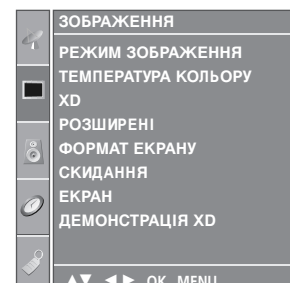 ЗОБРАЖЕННЯ
РЕЖИМ ЗОБРАЖЕННЯ
ТЕМПЕРАТУРА КОЛЬОРУ
XD
РОЗШИРЕНІ
ФОРМАТ ЕКРАНУ
СКИДАННЯ
ЕКРАН
ДЕМОНСТРАЦІЯ XD
▲▼ ◄► OK MENU